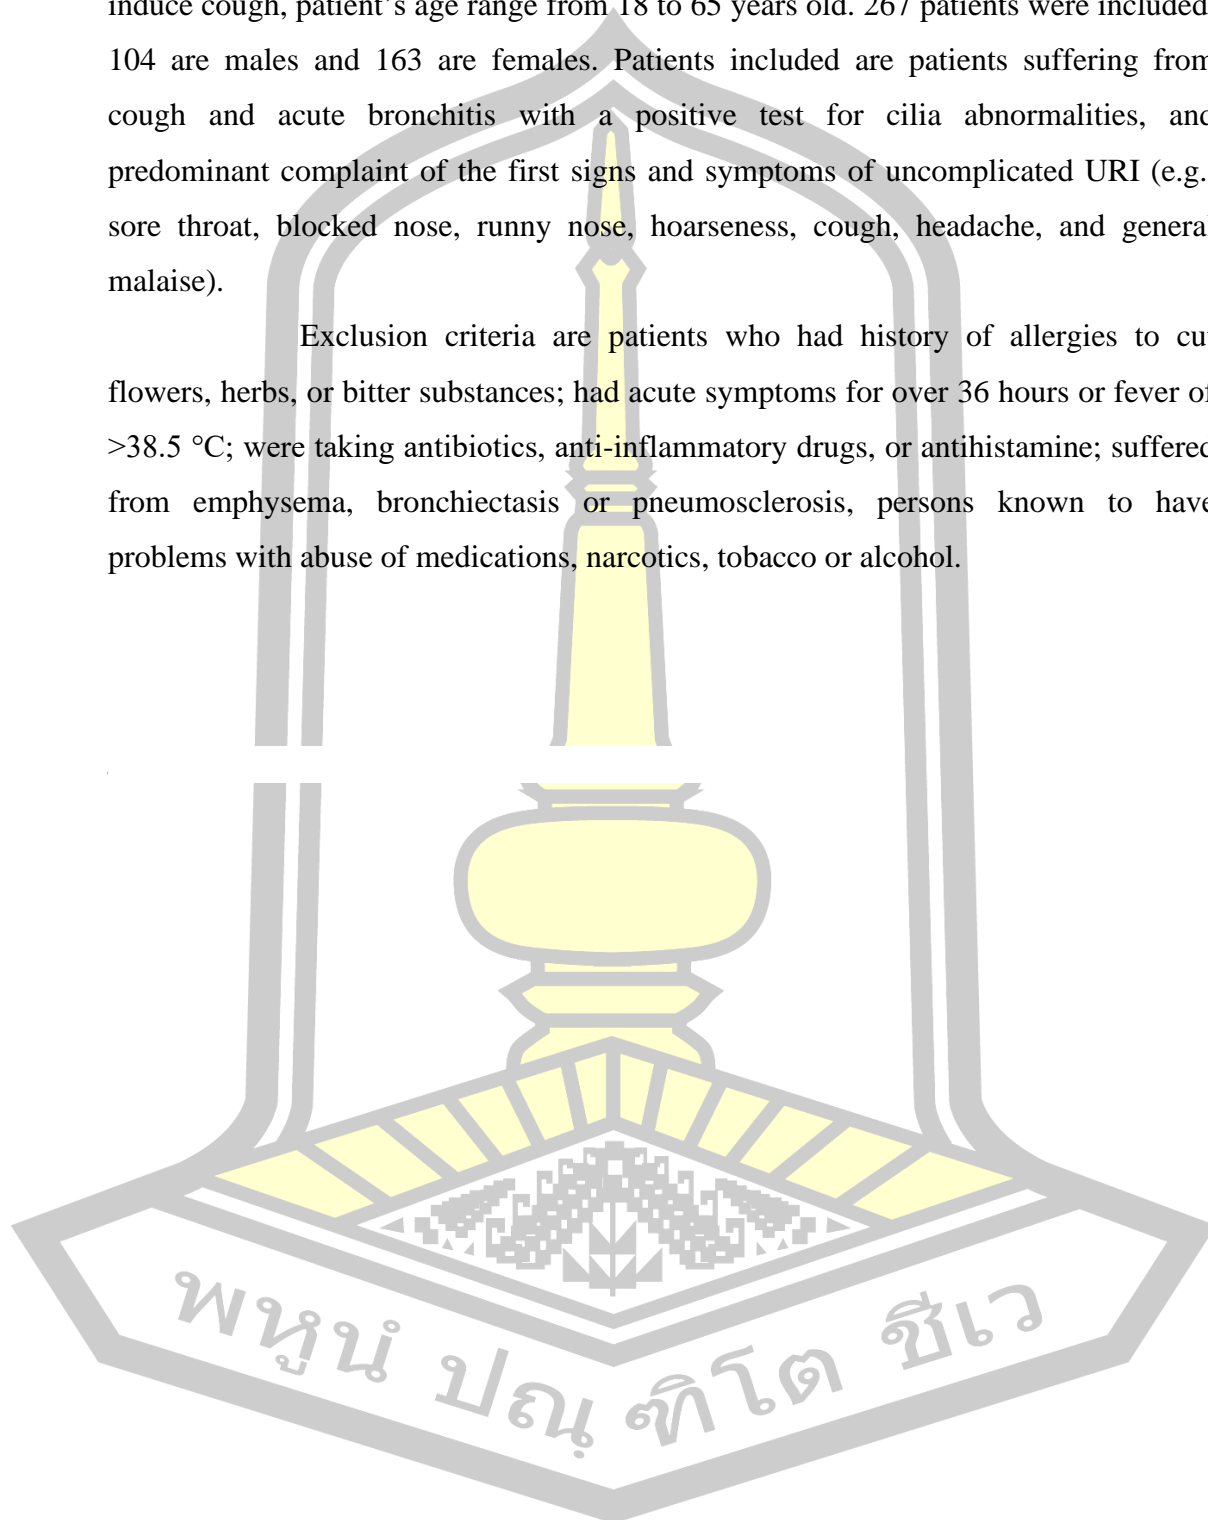 induce cough, patient's age range from 18 to 65 years old. 267 patients were included
104 are males and 163 are females. Patients included are patients suffering from
cough and acute bronchitis with a positive test for cilia abnormalities, and
predominant complaint of the first signs and symptoms of uncomplicated URI (e.g.
sore throat, blocked nose, runny nose, hoarseness, cough, headache, and general
malaise).
Exclusion criteria are patients who had history of allergies to cut
flowers, herbs, or bitter substances; had acute symptoms for over 36 hours or fever of
>38.5 °C; were taking antibiotics, anti-inflammatory drugs, or antihistamine; suffered
from emphysema, bronchiectasis or pneumosclerosis, persons known to have
problems with abuse of medications, narcotics, tobacco or alcohol.
พหูนํ ปณฺฑิโต ชีเว